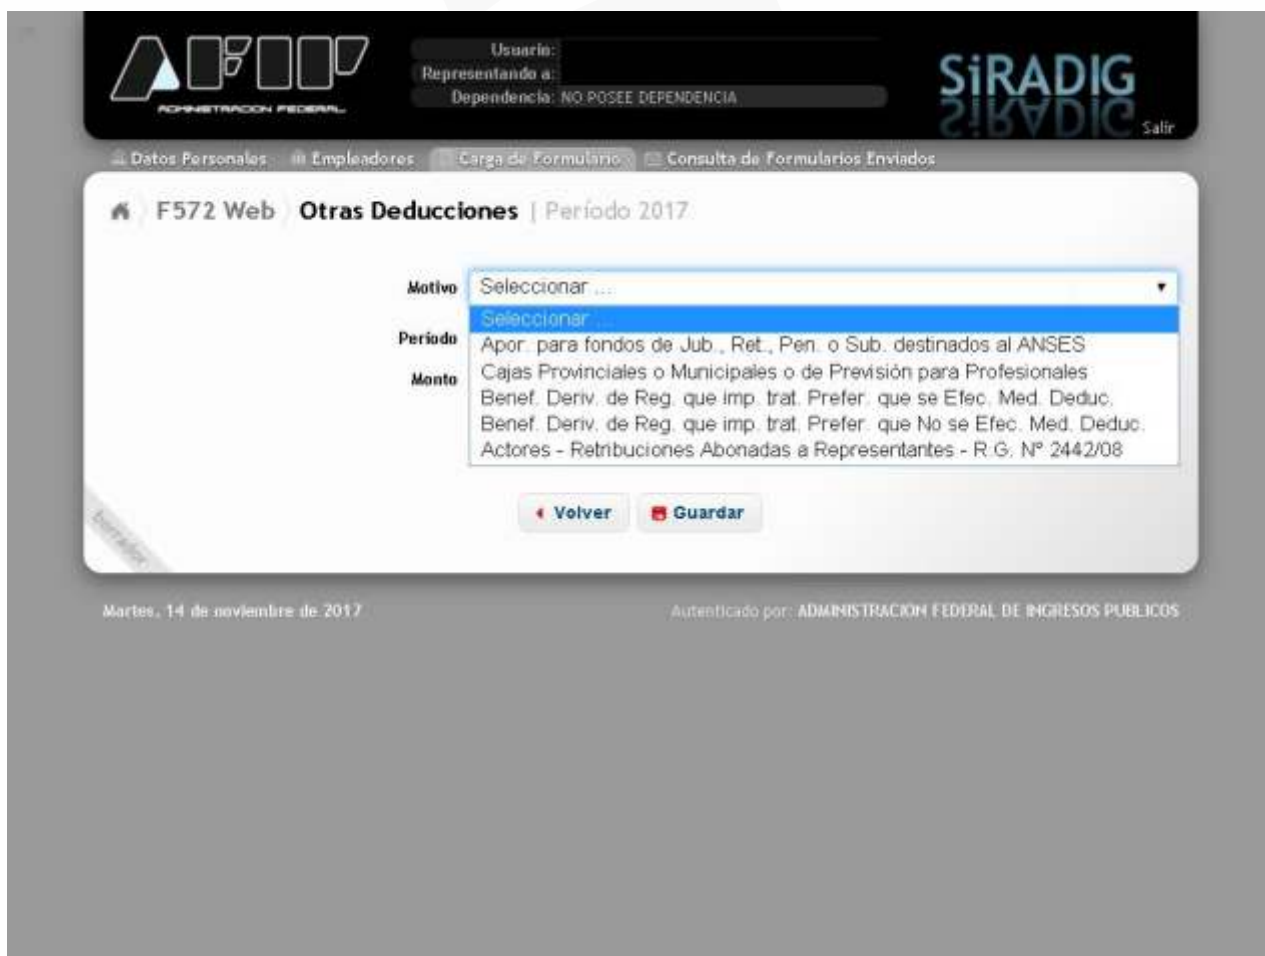 AFIP
ADMINISTRACION FEDERAL
Usuario:
Representando a:
Dependencia: NO POSEE DEPENDENCIA
SiRADIG
Salir
Datos Personales
Empleadores
Carga de Formulario
Consulta de Formularios Enviados
F572 Web Otras Deducciones | Período 2017
Motivo
Seleccionar ...
Seleccionar ...
Apor. para fondos de Jub., Ret., Pen. o Sub. destinados al ANSES
Cajas Provinciales o Municipales o de Previsión para Profesionales
Benef. Deriv. de Reg. que imp. trat. Prefer. que se Efec. Med. Deduc.
Benef. Deriv. de Reg. que imp. trat. Prefer. que No se Efec. Med. Deduc.
Actores - Retribuciones Abonadas a Representantes - R.G. Nº 2442/08
Período
Monto
Volver
Guardar
borrador
Martes, 14 de noviembre de 2017
Autenticado por: ADMINISTRACION FEDERAL DE INGRESOS PUBLICOS